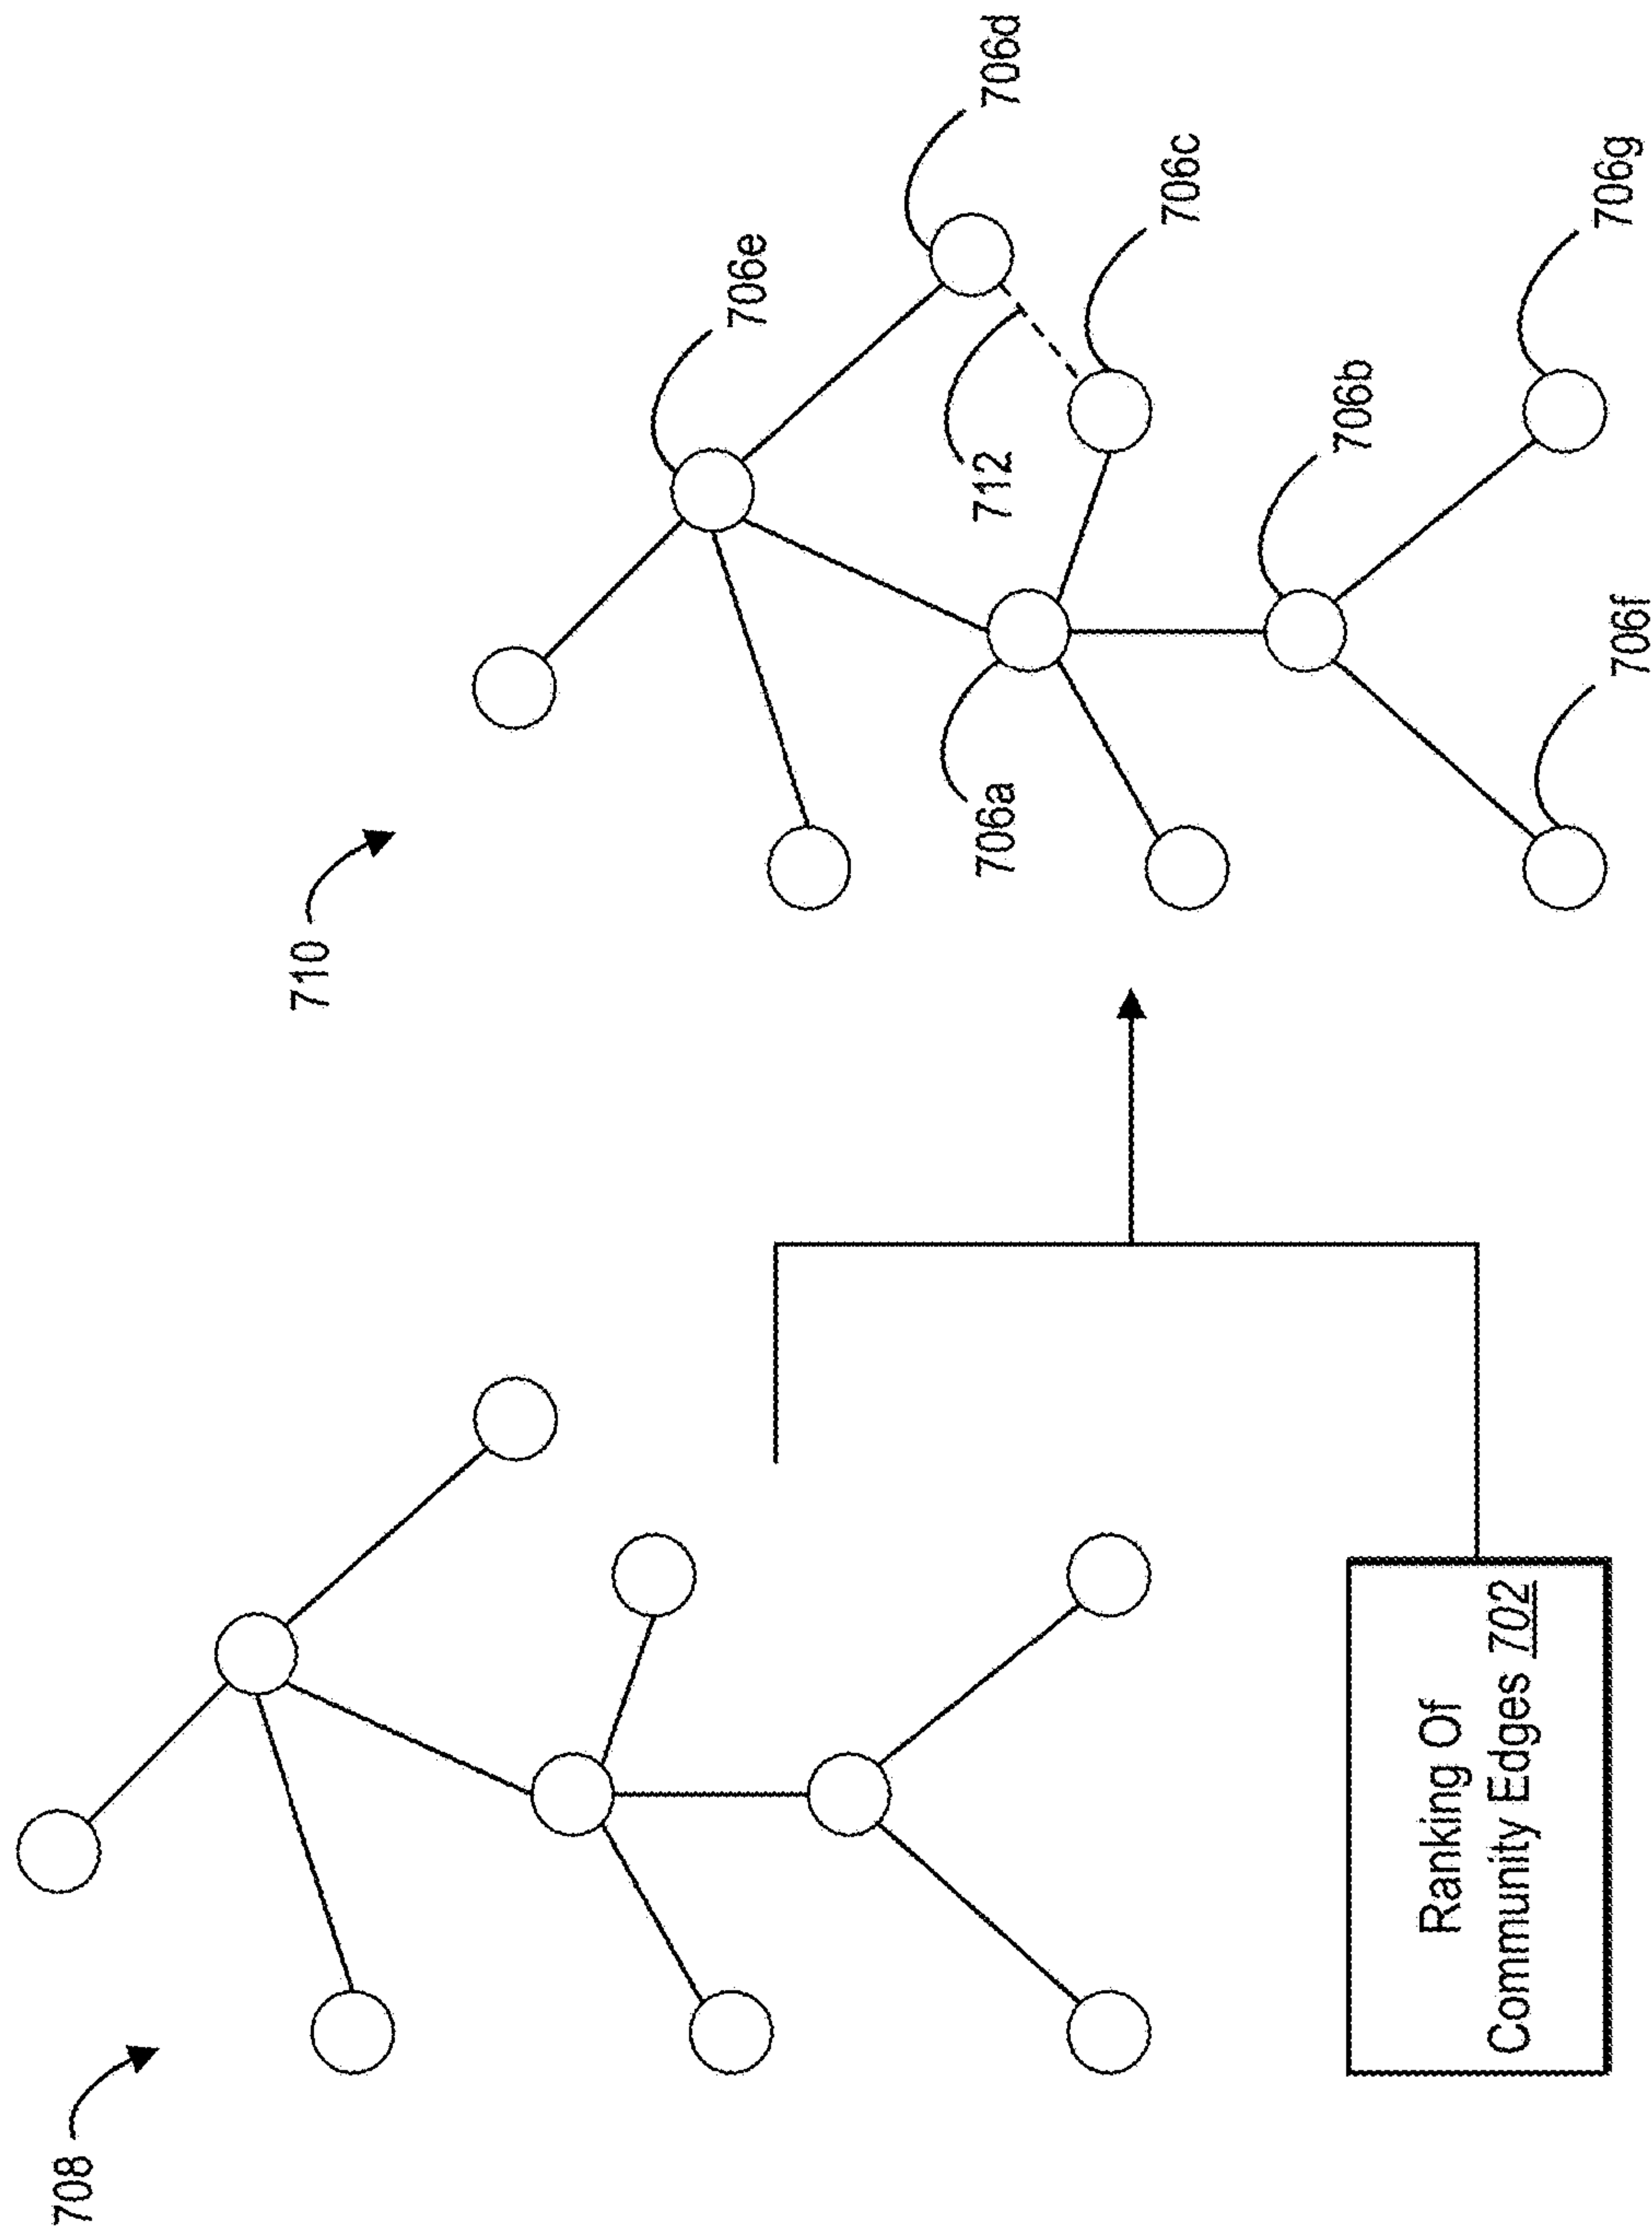 708
710
706e
706d
712
706c
706a
706b
706g
706f
Ranking Of
Community Edges 702